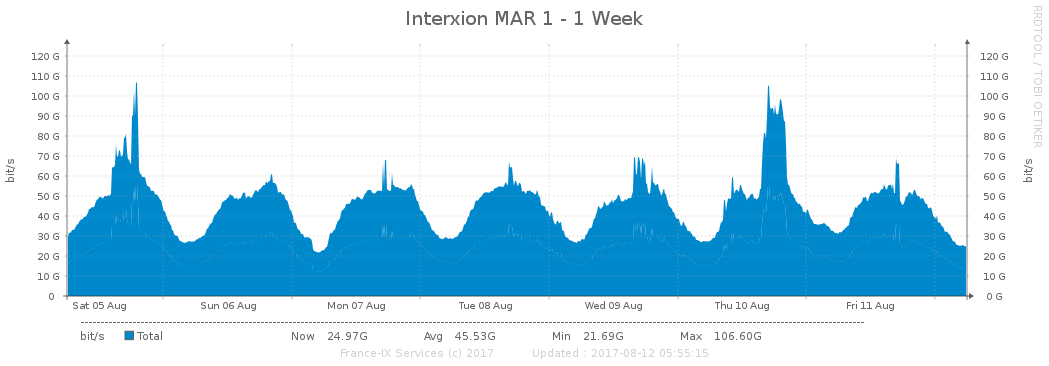 Interxion MAR 1 - 1 Week
RRDTOOL / TOBI OETIKER
bit/s
120 G 120 G
110 G 110 G
100 G 100 G
90 G 90 G
80 G 80 G
70 G 70 G
60 G 60 G
50 G 50 G
40 G 40 G
30 G 30 G
20 G 20 G
10 G 10 G
0 0 G
bit/s
Sat 05 Aug Sun 06 Aug Mon 07 Aug Tue 08 Aug Wed 09 Aug Thu 10 Aug Fri 11 Aug
bit/s Total Now 24.97G Avg 45.53G Min 21.69G Max 106.60G
France-IX Services (c) 2017 Updated : 2017-08-12 05:55:15